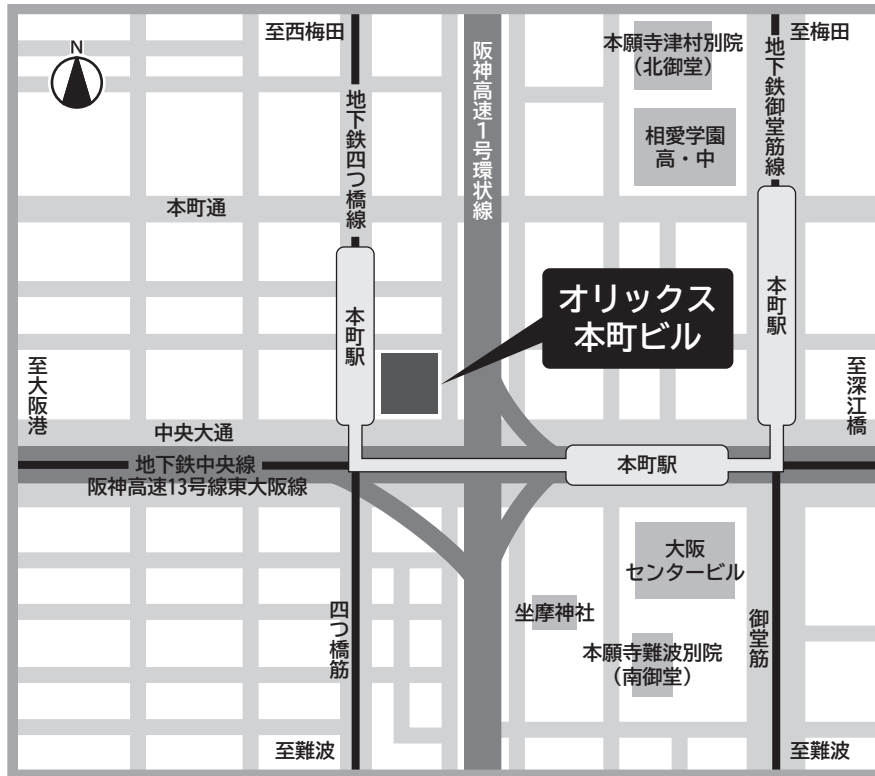 至西梅田
至梅田
N
本願寺津村別院
（北御堂）
阪神高速1号環状線
地下鉄御堂筋線
地下鉄四つ橋線
相愛学園
高・中
本町通
オリックス
本町ビル
本町駅
本町駅
至大阪港
至深江橋
中央大通
地下鉄中央線
阪神高速13号線東大阪線
本町駅
大阪
センタービル
坐摩神社
四つ橋筋
御堂筋
本願寺難波別院
（南御堂）
至難波
至難波